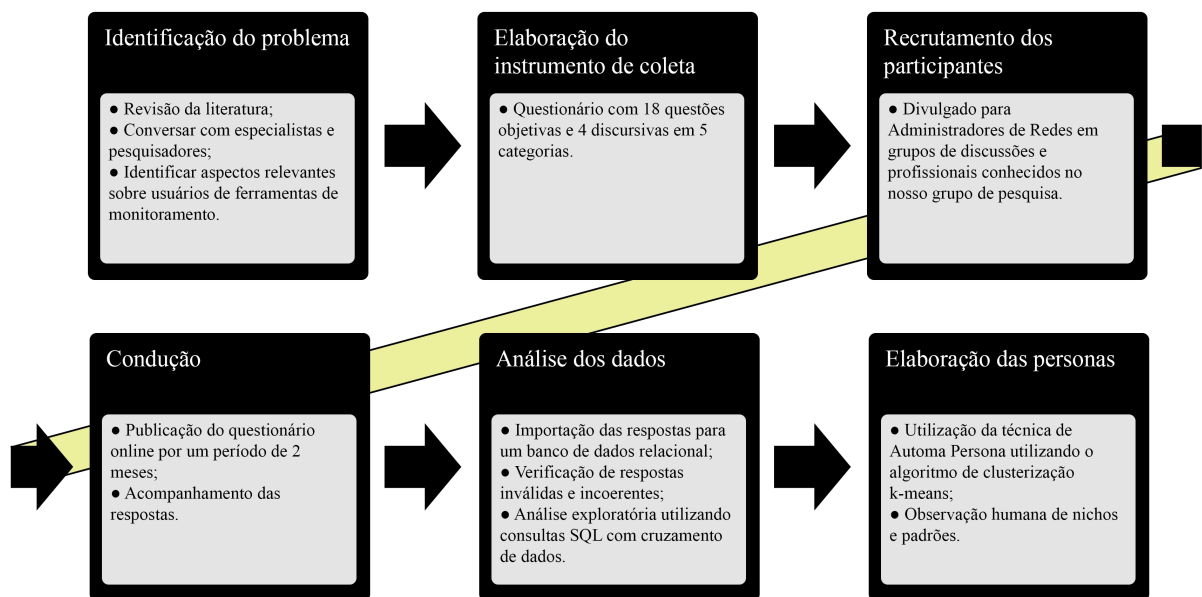 Identificação do problema
● Revisão da literatura;
● Conversar com especialistas e
pesquisadores;
● Identificar aspectos relevantes
sobre usuários de ferramentas de
monitoramento.
Elaboração do
instrumento de coleta
● Questionário com 18 questões
objetivas e 4 discursivas em 5
categorias.
Recrutamento dos
participantes
● Divulgado para
Administradores de Redes em
grupos de discussões e
profissionais conhecidos no
nosso grupo de pesquisa.
Condução
● Publicação do questionário
online por um período de 2
meses;
● Acompanhamento das
respostas.
Análise dos dados
● Importação das respostas para
um banco de dados relacional;
● Verificação de respostas
inválidas e incoerentes;
● Análise exploratória utilizando
consultas SQL com cruzamento
de dados.
Elaboração das personas
● Utilização da técnica de
Automa Persona utilizando o
algoritmo de clusterização
k-means;
● Observação humana de nichos
e padrões.